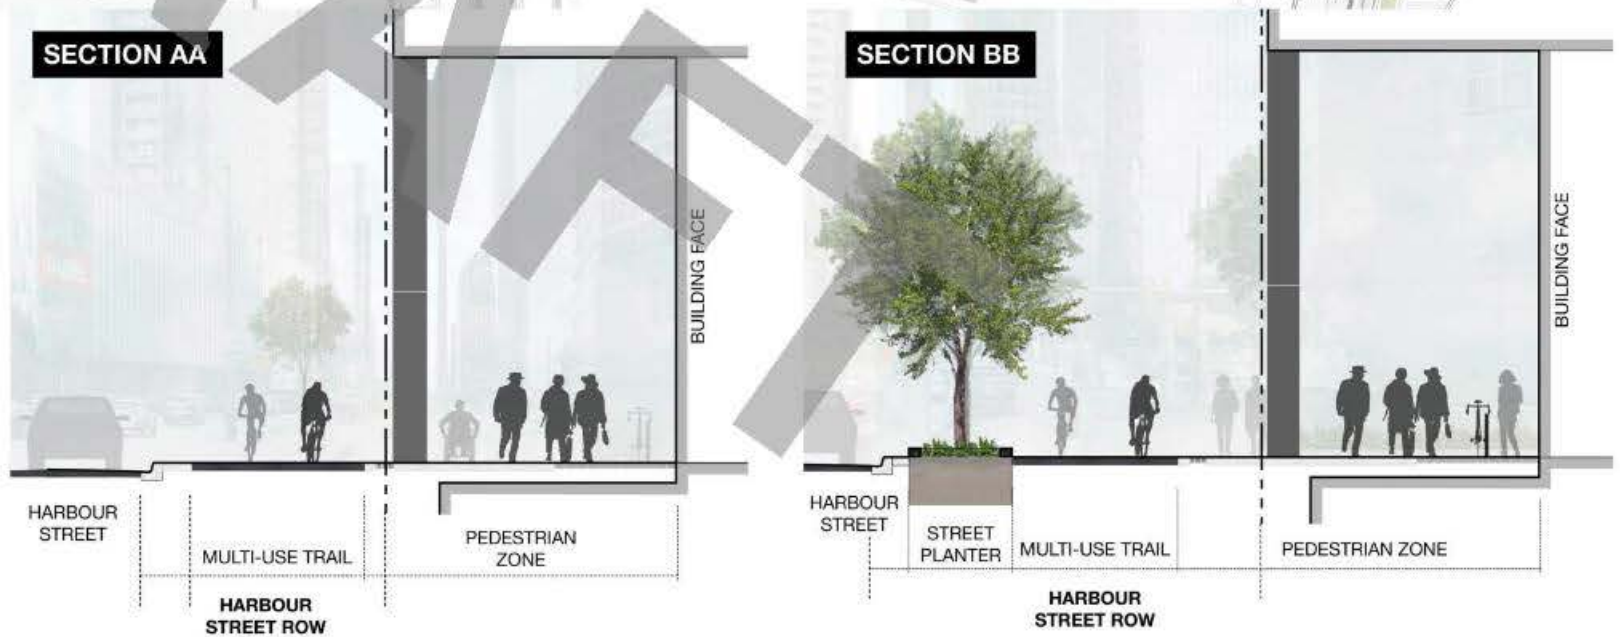 SECTION AA
BUILDING FACE
HARBOUR
STREET
MULTI-USE TRAIL
PEDESTRIAN
ZONE
HARBOUR
STREET ROW
SECTION BB
BUILDING FACE
HARBOUR
STREET
STREET
PLANTER
MULTI-USE TRAIL
PEDESTRIAN ZONE
HARBOUR
STREET ROW